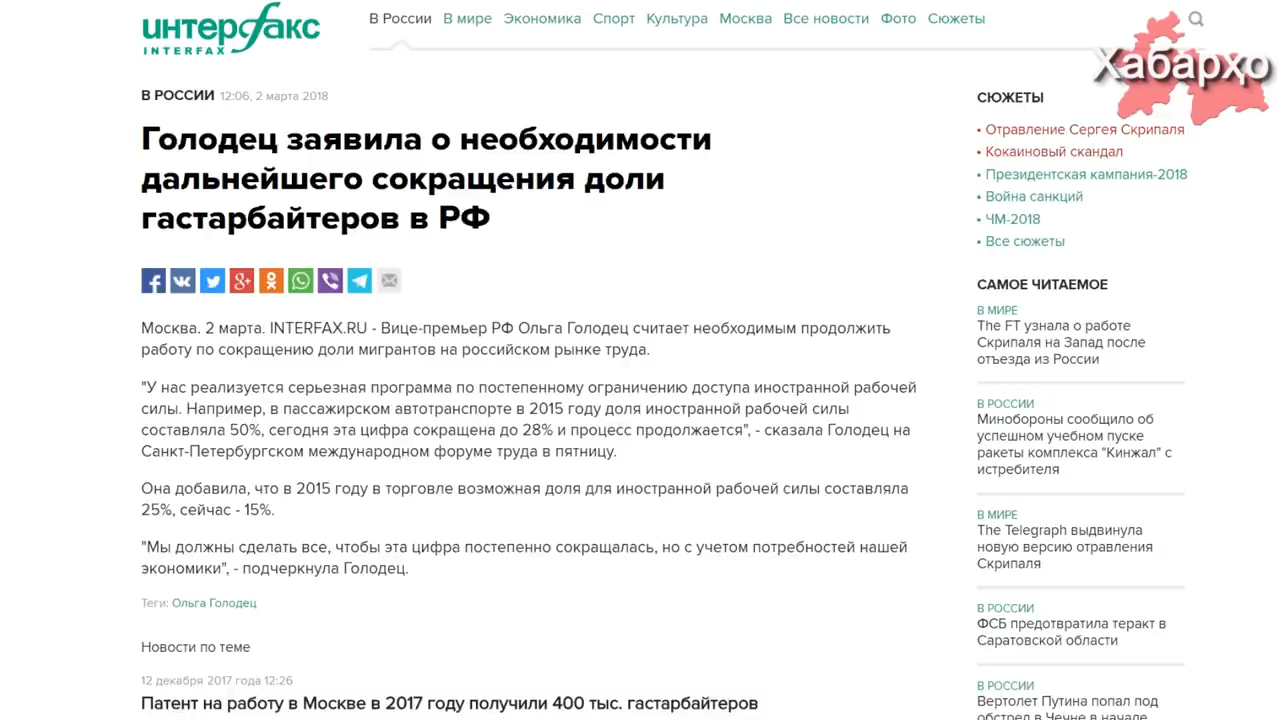 интерфакс
INTERFAX
В России В мире Экономика Спорт Культура Москва Все новости Фото Сюжеты
Хабарҳо
В РОССИИ 12:06, 2 марта 2018
Голодец заявила о необходимости
дальнейшего сокращения доли
гастарбайтеров в РФ
Москва. 2 марта. INTERFAX.RU - Вице-премьер РФ Ольга Голодец считает необходимым продолжить
работу по сокращению доли мигрантов на российском рынке труда.
"У нас реализуется серьезная программа по постепенному ограничению доступа иностранной рабочей
силы. Например, в пассажирском автотранспорте в 2015 году доля иностранной рабочей силы
составляла 50%, сегодня эта цифра сокращена до 28% и процесс продолжается", - сказала Голодец на
Санкт-Петербургском международном форуме труда в пятницу.
Она добавила, что в 2015 году в торговле возможная доля для иностранной рабочей силы составляла
25%, сейчас - 15%.
"Мы должны сделать все, чтобы эта цифра постепенно сокращалась, но с учетом потребностей нашей
экономики", - подчеркнула Голодец.
Теги: Ольга Голодец
Новости по теме
12 декабря 2017 года 12:26
Патент на работу в Москве в 2017 году получили 400 тыс. гастарбайтеров
СЮЖЕТЫ
• Отравление Сергея Скрипаля
• Кокаиновый скандал
• Президентская кампания-2018
• Война санкций
• ЧМ-2018
• Все сюжеты
САМОЕ ЧИТАЕМОЕ
В МИРЕ
The FT узнала о работе
Скрипаля на Запад после
отъезда из России
В РОССИИ
Минобороны сообщило об
успешном учебном пуске
ракеты комплекса "Кинжал" с
истребителя
В МИРЕ
The Telegraph выдвинула
новую версию отравления
Скрипаля
В РОССИИ
ФСБ предотвратила теракт в
Саратовской области
В РОССИИ
Вертолет Путина попал под
обстрел в Чечне в начале